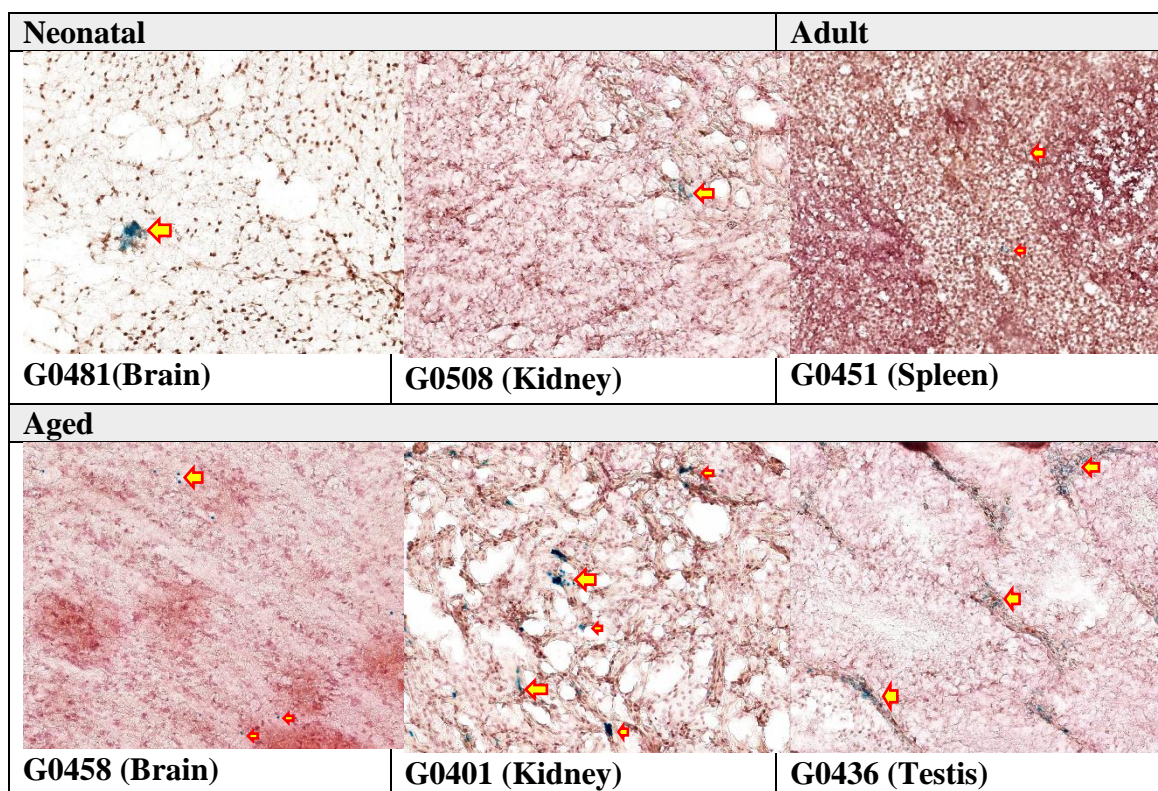 Neonatal
Adult
G0481(Brain)
G0508 (Kidney)
G0451 (Spleen)
Aged
G0458 (Brain)
G0401 (Kidney)
G0436 (Testis)